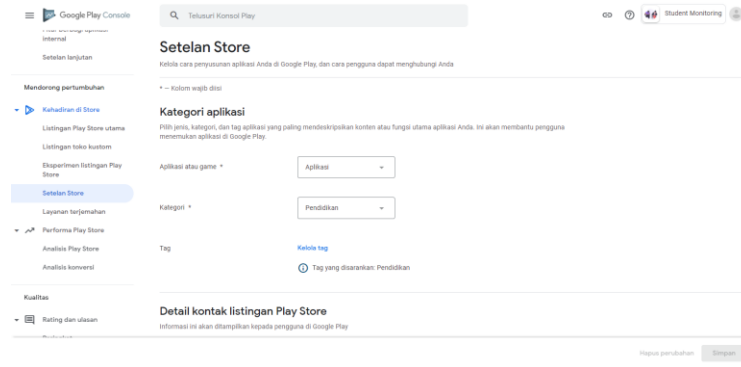 Google Play Console
Telusuri Konsol Play
Student Monitoring
internal
Setelan lanjutan
Mendorong pertumbuhan
Kehadiran di Store
Listingan Play Store utama
Listingan toko kustom
Eksperimen listingan Play
Store
Setelan Store
Layanan terjemahan
Performa Play Store
Analisis Play Store
Analisis konversi
Kualitas
Rating dan ulasan
Setelan Store
Kelola cara penyusunan aplikasi Anda di Google Play, dan cara pengguna dapat menghubungi Anda
* – Kolom wajib diisi
Kategori aplikasi
Pilih jenis, kategori, dan tag aplikasi yang paling mendeskripsikan konten atau fungsi utama aplikasi Anda. Ini akan membantu pengguna
menemukan aplikasi di Google Play.
Aplikasi atau game *
Aplikasi
Kategori *
Pendidikan
Tag
Kelola tag
Tag yang disarankan: Pendidikan
Detail kontak listingan Play Store
Informasi ini akan ditampilkan kepada pengguna di Google Play
Hapus perubahan
Simpan